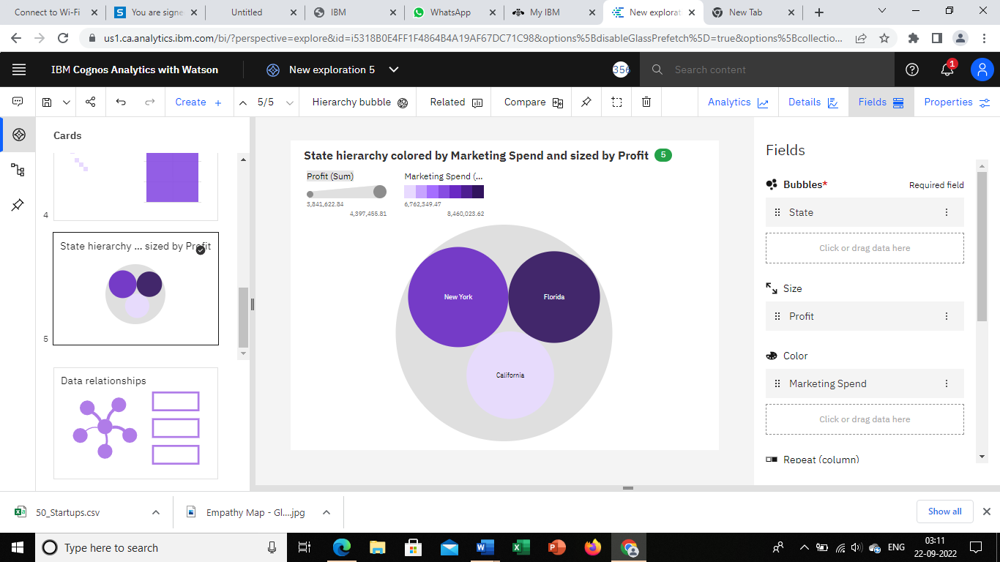 Connect to Wi-Fi
You are signe
Untitled
IBM
WhatsApp
My IBM
New explorat
New Tab
us1.ca.analytics.ibm.com/bi/?perspective=explore&id=i5318B0E4FF1F4864B4A19AF67DC71C98&options%5BdisableGlassPrefetch%5D=true&options%5Bcollectio...
IBM Cognos Analytics with Watson
New exploration 5
356
Search content
1
Create +
5/5
Hierarchy bubble
Related
Compare
Analytics
Details
Fields
Properties
Cards
4
State hierarchy ... sized by Profit
5
Data relationships
State hierarchy colored by Marketing Spend and sized by Profit 5
Profit (Sum)
3,841,622.84
4,397,455.81
Marketing Spend (...
6,762,349.47
8,460,023.62
New York
Florida
California
Fields
Bubbles* Required field
State
Click or drag data here
Size
Profit
Color
Marketing Spend
Click or drag data here
Repeat (column)
50_Startups.csv
Empathy Map - Gl....jpg
Show all
Type here to search
ENG
03:11
22-09-2022